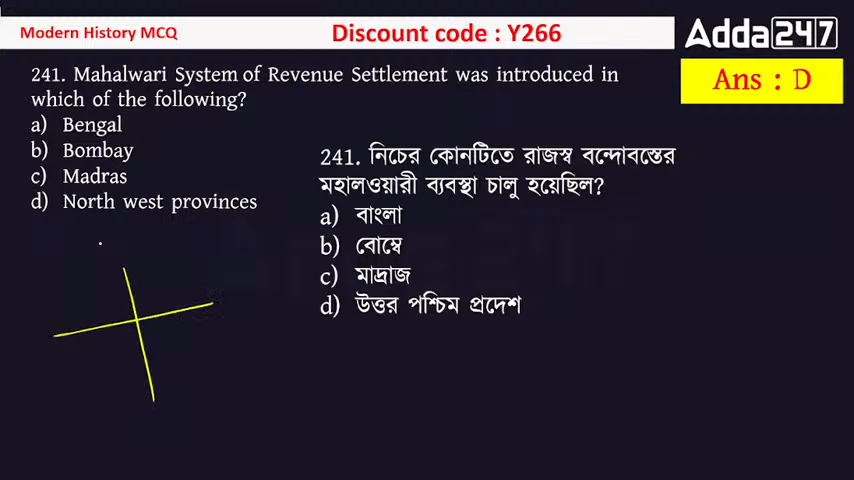 Modern History MCQ
Discount code : Y266
Adda247
Ans : D
241. Mahalwari System of Revenue Settlement was introduced in
which of the following?
a) Bengal
b) Bombay
c) Madras
d) North west provinces
241. নিচের কোনটিতে রাজস্ব বন্দোবস্তের
মহালওয়ারী ব্যবস্থা চালু হয়েছিল?
a) বাংলা
b) বোম্বে
c) মাদ্রাজ
d) উত্তর পশ্চিম প্রদেশ